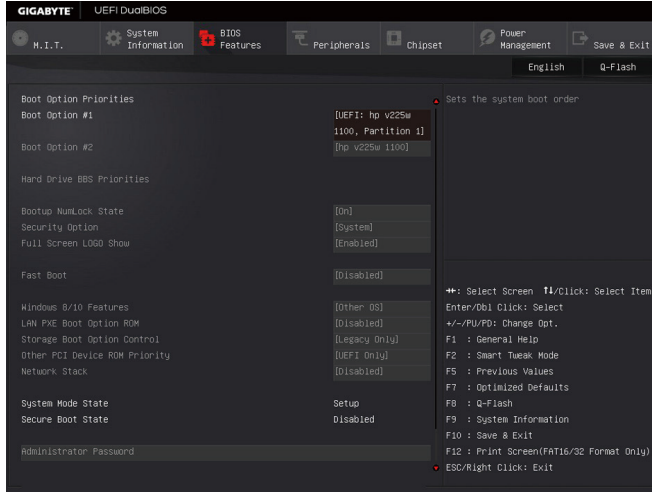 GIGABYTE™ UEFI DualBIOS
M.I.T. System Information BIOS Features Peripherals Chipset Power Management Save & Exit
English Q-Flash
Boot Option Priorities
Boot Option #1 [UEFI: hp v225w 1100, Partition 1]
Boot Option #2 [hp v225w 1100]
Hard Drive BBS Priorities
Bootup NumLock State [On]
Security Option [System]
Full Screen LOGO Show [Enabled]
Fast Boot [Disabled]
Windows 8/10 Features [Other OS]
LAN PXE Boot Option ROM [Disabled]
Storage Boot Option Control [Legacy Only]
Other PCI Device ROM Priority [UEFI Only]
Network Stack [Disabled]
System Mode State Setup
Secure Boot State Disabled
Administrator Password
Sets the system boot order
→←: Select Screen ↑↓/Click: Select Item
Enter/Dbl Click: Select
+/-/PU/PD: Change Opt.
F1 : General Help
F2 : Smart Tweak Mode
F5 : Previous Values
F7 : Optimized Defaults
F8 : Q-Flash
F9 : System Information
F10 : Save & Exit
F12 : Print Screen(FAT16/32 Format Only)
ESC/Right Click: Exit